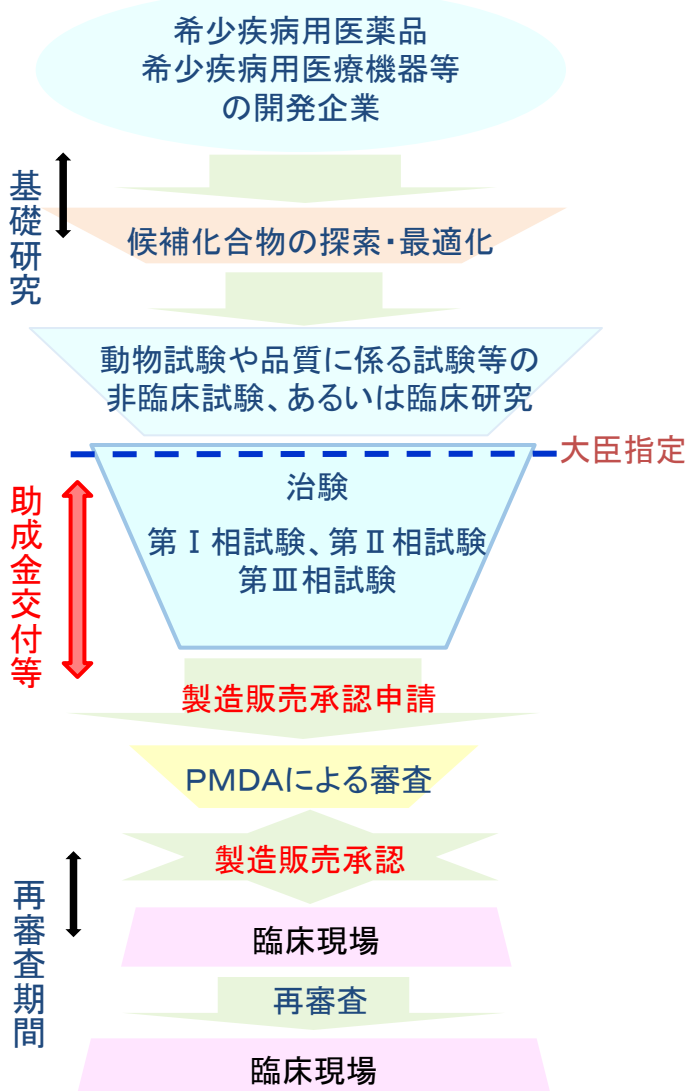 希少疾病用医薬品
希少疾病用医療機器等
の開発企業
基礎研究
候補化合物の探索・最適化
動物試験や品質に係る試験等の
非臨床試験、あるいは臨床研究
大臣指定
治験
第Ⅰ相試験、第Ⅱ相試験
第Ⅲ相試験
助成金交付等
製造販売承認申請
PMDAによる審査
製造販売承認
再審査期間
臨床現場
再審査
臨床現場